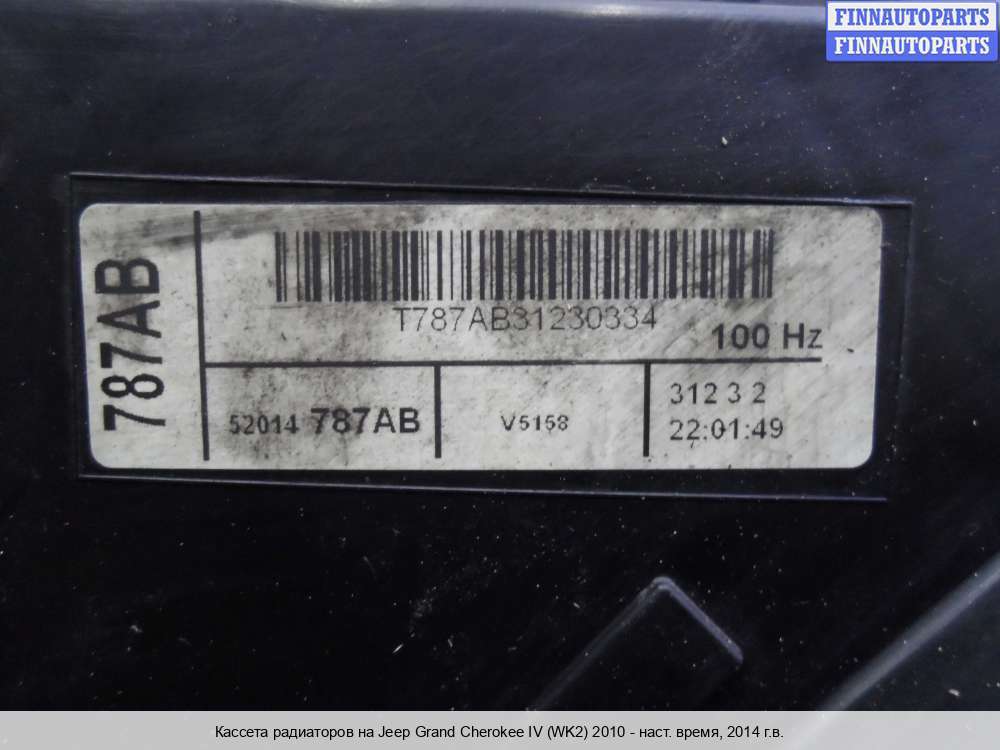 FINNAUTOPARTS
FINNAUTOPARTS
787AB
T787AB31230334
100 Hz
52014 787AB
V5158
312 3 2
22:01:49
Кассета радиаторов на Jeep Grand Cherokee IV (WK2) 2010 - наст. время, 2014 г.в.